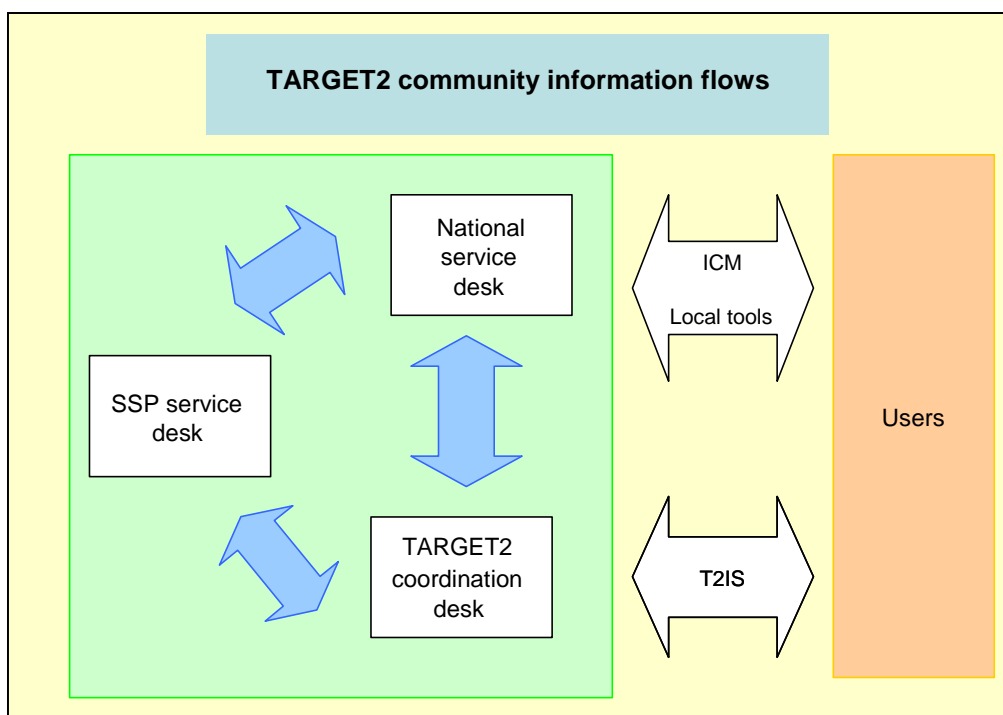 TARGET2 community information flows
National
service
desk
ICM
Local tools
SSP service
desk
Users
TARGET2
coordination
desk
T2IS